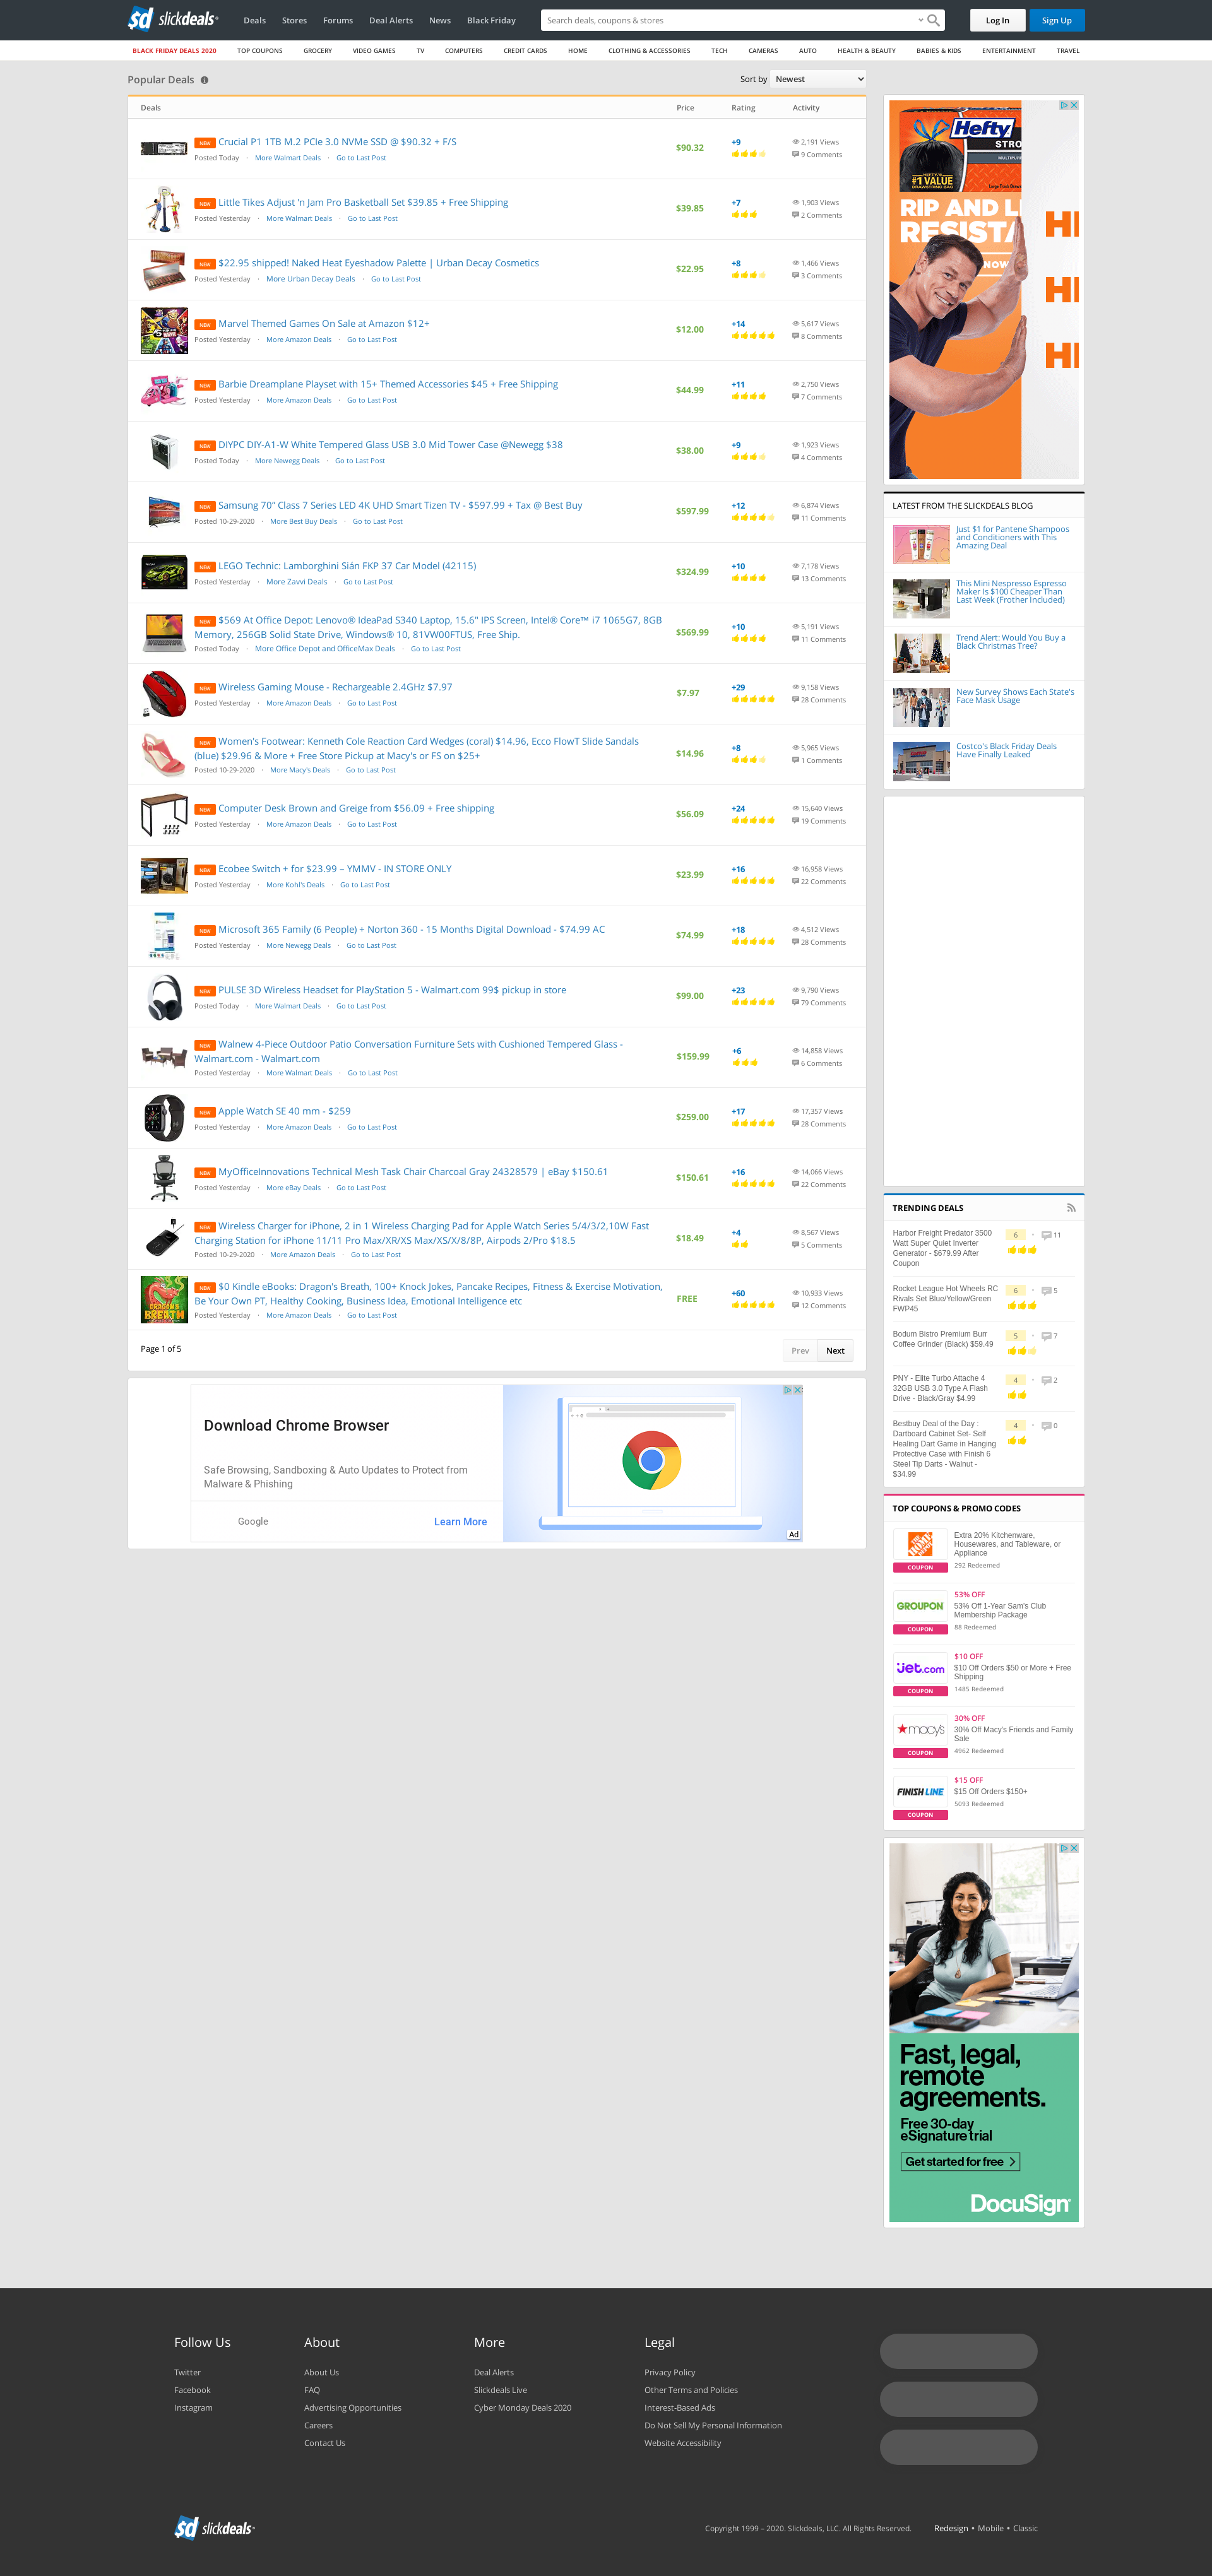 sd slickdeals
Deals Stores Forums Deal Alerts News Black Friday
Search deals, coupons & stores
Log In
Sign Up
BLACK FRIDAY DEALS 2020 TOP COUPONS GROCERY VIDEO GAMES TV COMPUTERS CREDIT CARDS HOME CLOTHING & ACCESSORIES TECH CAMERAS AUTO HEALTH & BEAUTY BABIES & KIDS ENTERTAINMENT TRAVEL
Popular Deals
Sort by Newest
Deals Price Rating Activity
NEW Crucial P1 1TB M.2 PCIe 3.0 NVMe SSD @ $90.32 + F/S
Posted Today · More Walmart Deals · Go to Last Post
$90.32
+9
2,191 Views
9 Comments
NEW Little Tikes Adjust 'n Jam Pro Basketball Set $39.85 + Free Shipping
Posted Yesterday · More Walmart Deals · Go to Last Post
$39.85
+7
1,903 Views
2 Comments
NEW $22.95 shipped! Naked Heat Eyeshadow Palette | Urban Decay Cosmetics
Posted Yesterday · More Urban Decay Deals · Go to Last Post
$22.95
+8
1,466 Views
3 Comments
NEW Marvel Themed Games On Sale at Amazon $12+
Posted Yesterday · More Amazon Deals · Go to Last Post
$12.00
+14
5,617 Views
8 Comments
NEW Barbie Dreamplane Playset with 15+ Themed Accessories $45 + Free Shipping
Posted Yesterday · More Amazon Deals · Go to Last Post
$44.99
+11
2,750 Views
7 Comments
NEW DIYPC DIY-A1-W White Tempered Glass USB 3.0 Mid Tower Case @Newegg $38
Posted Today · More Newegg Deals · Go to Last Post
$38.00
+9
1,923 Views
4 Comments
NEW Samsung 70" Class 7 Series LED 4K UHD Smart Tizen TV - $597.99 + Tax @ Best Buy
Posted 10-29-2020 · More Best Buy Deals · Go to Last Post
$597.99
+12
6,874 Views
11 Comments
NEW LEGO Technic: Lamborghini Sián FKP 37 Car Model (42115)
Posted Yesterday · More Zavvi Deals · Go to Last Post
$324.99
+10
7,178 Views
13 Comments
NEW $569 At Office Depot: Lenovo® IdeaPad S340 Laptop, 15.6" IPS Screen, Intel® Core™ i7 1065G7, 8GB
Memory, 256GB Solid State Drive, Windows® 10, 81VW00FTUS, Free Ship.
Posted Today · More Office Depot and OfficeMax Deals · Go to Last Post
$569.99
+10
5,191 Views
11 Comments
NEW Wireless Gaming Mouse - Rechargeable 2.4GHz $7.97
Posted Yesterday · More Amazon Deals · Go to Last Post
$7.97
+29
9,158 Views
28 Comments
NEW Women's Footwear: Kenneth Cole Reaction Card Wedges (coral) $14.96, Ecco FlowT Slide Sandals
(blue) $29.96 & More + Free Store Pickup at Macy's or FS on $25+
Posted 10-29-2020 · More Macy's Deals · Go to Last Post
$14.96
+8
5,965 Views
1 Comments
NEW Computer Desk Brown and Greige from $56.09 + Free shipping
Posted Yesterday · More Amazon Deals · Go to Last Post
$56.09
+24
15,640 Views
19 Comments
NEW Ecobee Switch + for $23.99 – YMMV - IN STORE ONLY
Posted Yesterday · More Kohl's Deals · Go to Last Post
$23.99
+16
16,958 Views
22 Comments
NEW Microsoft 365 Family (6 People) + Norton 360 - 15 Months Digital Download - $74.99 AC
Posted Yesterday · More Newegg Deals · Go to Last Post
$74.99
+18
4,512 Views
28 Comments
NEW PULSE 3D Wireless Headset for PlayStation 5 - Walmart.com 99$ pickup in store
Posted Today · More Walmart Deals · Go to Last Post
$99.00
+23
9,790 Views
79 Comments
NEW Walnew 4-Piece Outdoor Patio Conversation Furniture Sets with Cushioned Tempered Glass -
Walmart.com - Walmart.com
Posted Yesterday · More Walmart Deals · Go to Last Post
$159.99
+6
14,858 Views
6 Comments
NEW Apple Watch SE 40 mm - $259
Posted Yesterday · More Amazon Deals · Go to Last Post
$259.00
+17
17,357 Views
28 Comments
NEW MyOfficeInnovations Technical Mesh Task Chair Charcoal Gray 24328579 | eBay $150.61
Posted Yesterday · More eBay Deals · Go to Last Post
$150.61
+16
14,066 Views
22 Comments
NEW Wireless Charger for iPhone, 2 in 1 Wireless Charging Pad for Apple Watch Series 5/4/3/2,10W Fast
Charging Station for iPhone 11/11 Pro Max/XR/XS Max/XS/X/8/8P, Airpods 2/Pro $18.5
Posted 10-29-2020 · More Amazon Deals · Go to Last Post
$18.49
+4
8,567 Views
5 Comments
NEW $0 Kindle eBooks: Dragon's Breath, 100+ Knock Jokes, Pancake Recipes, Fitness & Exercise Motivation,
Be Your Own PT, Healthy Cooking, Business Idea, Emotional Intelligence etc
Posted Yesterday · More Amazon Deals · Go to Last Post
FREE
+60
10,933 Views
12 Comments
DRAGON'S
BREATH
Page 1 of 5
Prev Next
Download Chrome Browser
Safe Browsing, Sandboxing & Auto Updates to Protect from
Malware & Phishing
Google
Learn More
Ad
Hefty
STRO
#1 VALUE
RIP AND LE
RESISTA
NOW
HE
HE
HE
LATEST FROM THE SLICKDEALS BLOG
Just $1 for Pantene Shampoos
and Conditioners with This
Amazing Deal
This Mini Nespresso Espresso
Maker Is $100 Cheaper Than
Last Week (Frother Included)
Trend Alert: Would You Buy a
Black Christmas Tree?
New Survey Shows Each State's
Face Mask Usage
Costco's Black Friday Deals
Have Finally Leaked
TRENDING DEALS
Harbor Freight Predator 3500
Watt Super Quiet Inverter
Generator - $679.99 After
Coupon
6 · 11
Rocket League Hot Wheels RC
Rivals Set Blue/Yellow/Green
FWP45
6 · 5
Bodum Bistro Premium Burr
Coffee Grinder (Black) $59.49
5 · 7
PNY - Elite Turbo Attache 4
32GB USB 3.0 Type A Flash
Drive - Black/Gray $4.99
4 · 2
Bestbuy Deal of the Day :
Dartboard Cabinet Set- Self
Healing Dart Game in Hanging
Protective Case with Finish 6
Steel Tip Darts - Walnut -
$34.99
4 · 0
TOP COUPONS & PROMO CODES
COUPON
Extra 20% Kitchenware,
Housewares, and Tableware, or
Appliance
292 Redeemed
GROUPON
COUPON
53% OFF
53% Off 1-Year Sam's Club
Membership Package
88 Redeemed
jet.com
COUPON
$10 OFF
$10 Off Orders $50 or More + Free
Shipping
1485 Redeemed
macy's
COUPON
30% OFF
30% Off Macy's Friends and Family
Sale
4962 Redeemed
FINISH LINE
COUPON
$15 OFF
$15 Off Orders $150+
5093 Redeemed
Fast, legal,
remote
agreements.
Free 30-day
eSignature trial
Get started for free
DocuSign
Follow Us
Twitter
Facebook
Instagram
About
About Us
FAQ
Advertising Opportunities
Careers
Contact Us
More
Deal Alerts
Slickdeals Live
Cyber Monday Deals 2020
Legal
Privacy Policy
Other Terms and Policies
Interest-Based Ads
Do Not Sell My Personal Information
Website Accessibility
sd slickdeals
Copyright 1999 – 2020. Slickdeals, LLC. All Rights Reserved.
Redesign • Mobile • Classic